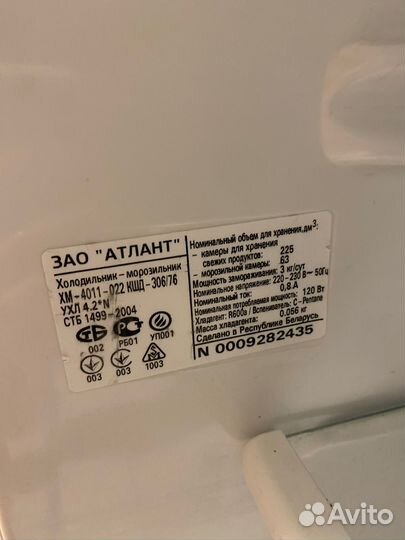 ЗАО "АТЛАНТ"
Холодильник - морозильник
ХМ-4011-022 КШД-306/76
УХЛ 4.2*N
СТБ 1499-2004
002 РБ01 УП001
003 003 1003
Номинальный объем для хранения, дм³:
- камеры для хранения
свежих продуктов: 225
- морозильной камеры: 63
Мощность замораживания: 3 кг/сут
Номинальное напряжение: 220-230 В~ 50Гц
Номинальный ток: 0,8 А
Номинальная потребляемая мощность: 120 Вт
Хладагент: R600a / Вспениватель: C - Pentane
Масса хладагента: 0,056 кг
Сделано в Республике Беларусь
N 0009282435
Avito